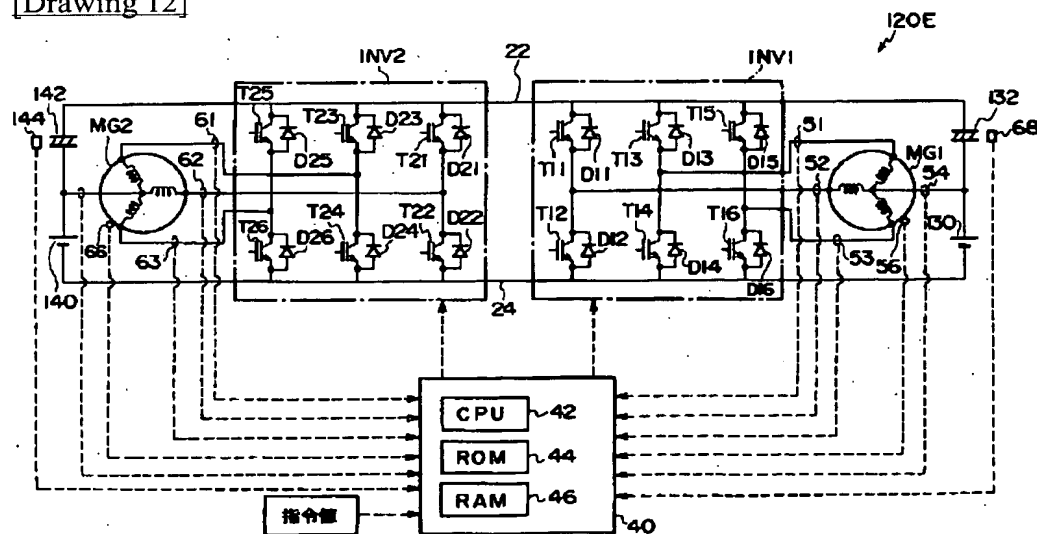 [Drawing 12]
120E
INV2
22
INV1
142
144
MG2
61
62
T25
D25
T23
D23
T21
D21
T11
D11
T13
D13
T15
D15
51
52
132
68
MG1
54
T26
D26
T24
D24
T22
D22
T12
D12
T14
D14
T16
D16
66
63
140
24
53
56
130
CPU
42
ROM
44
RAM
46
40
指令値